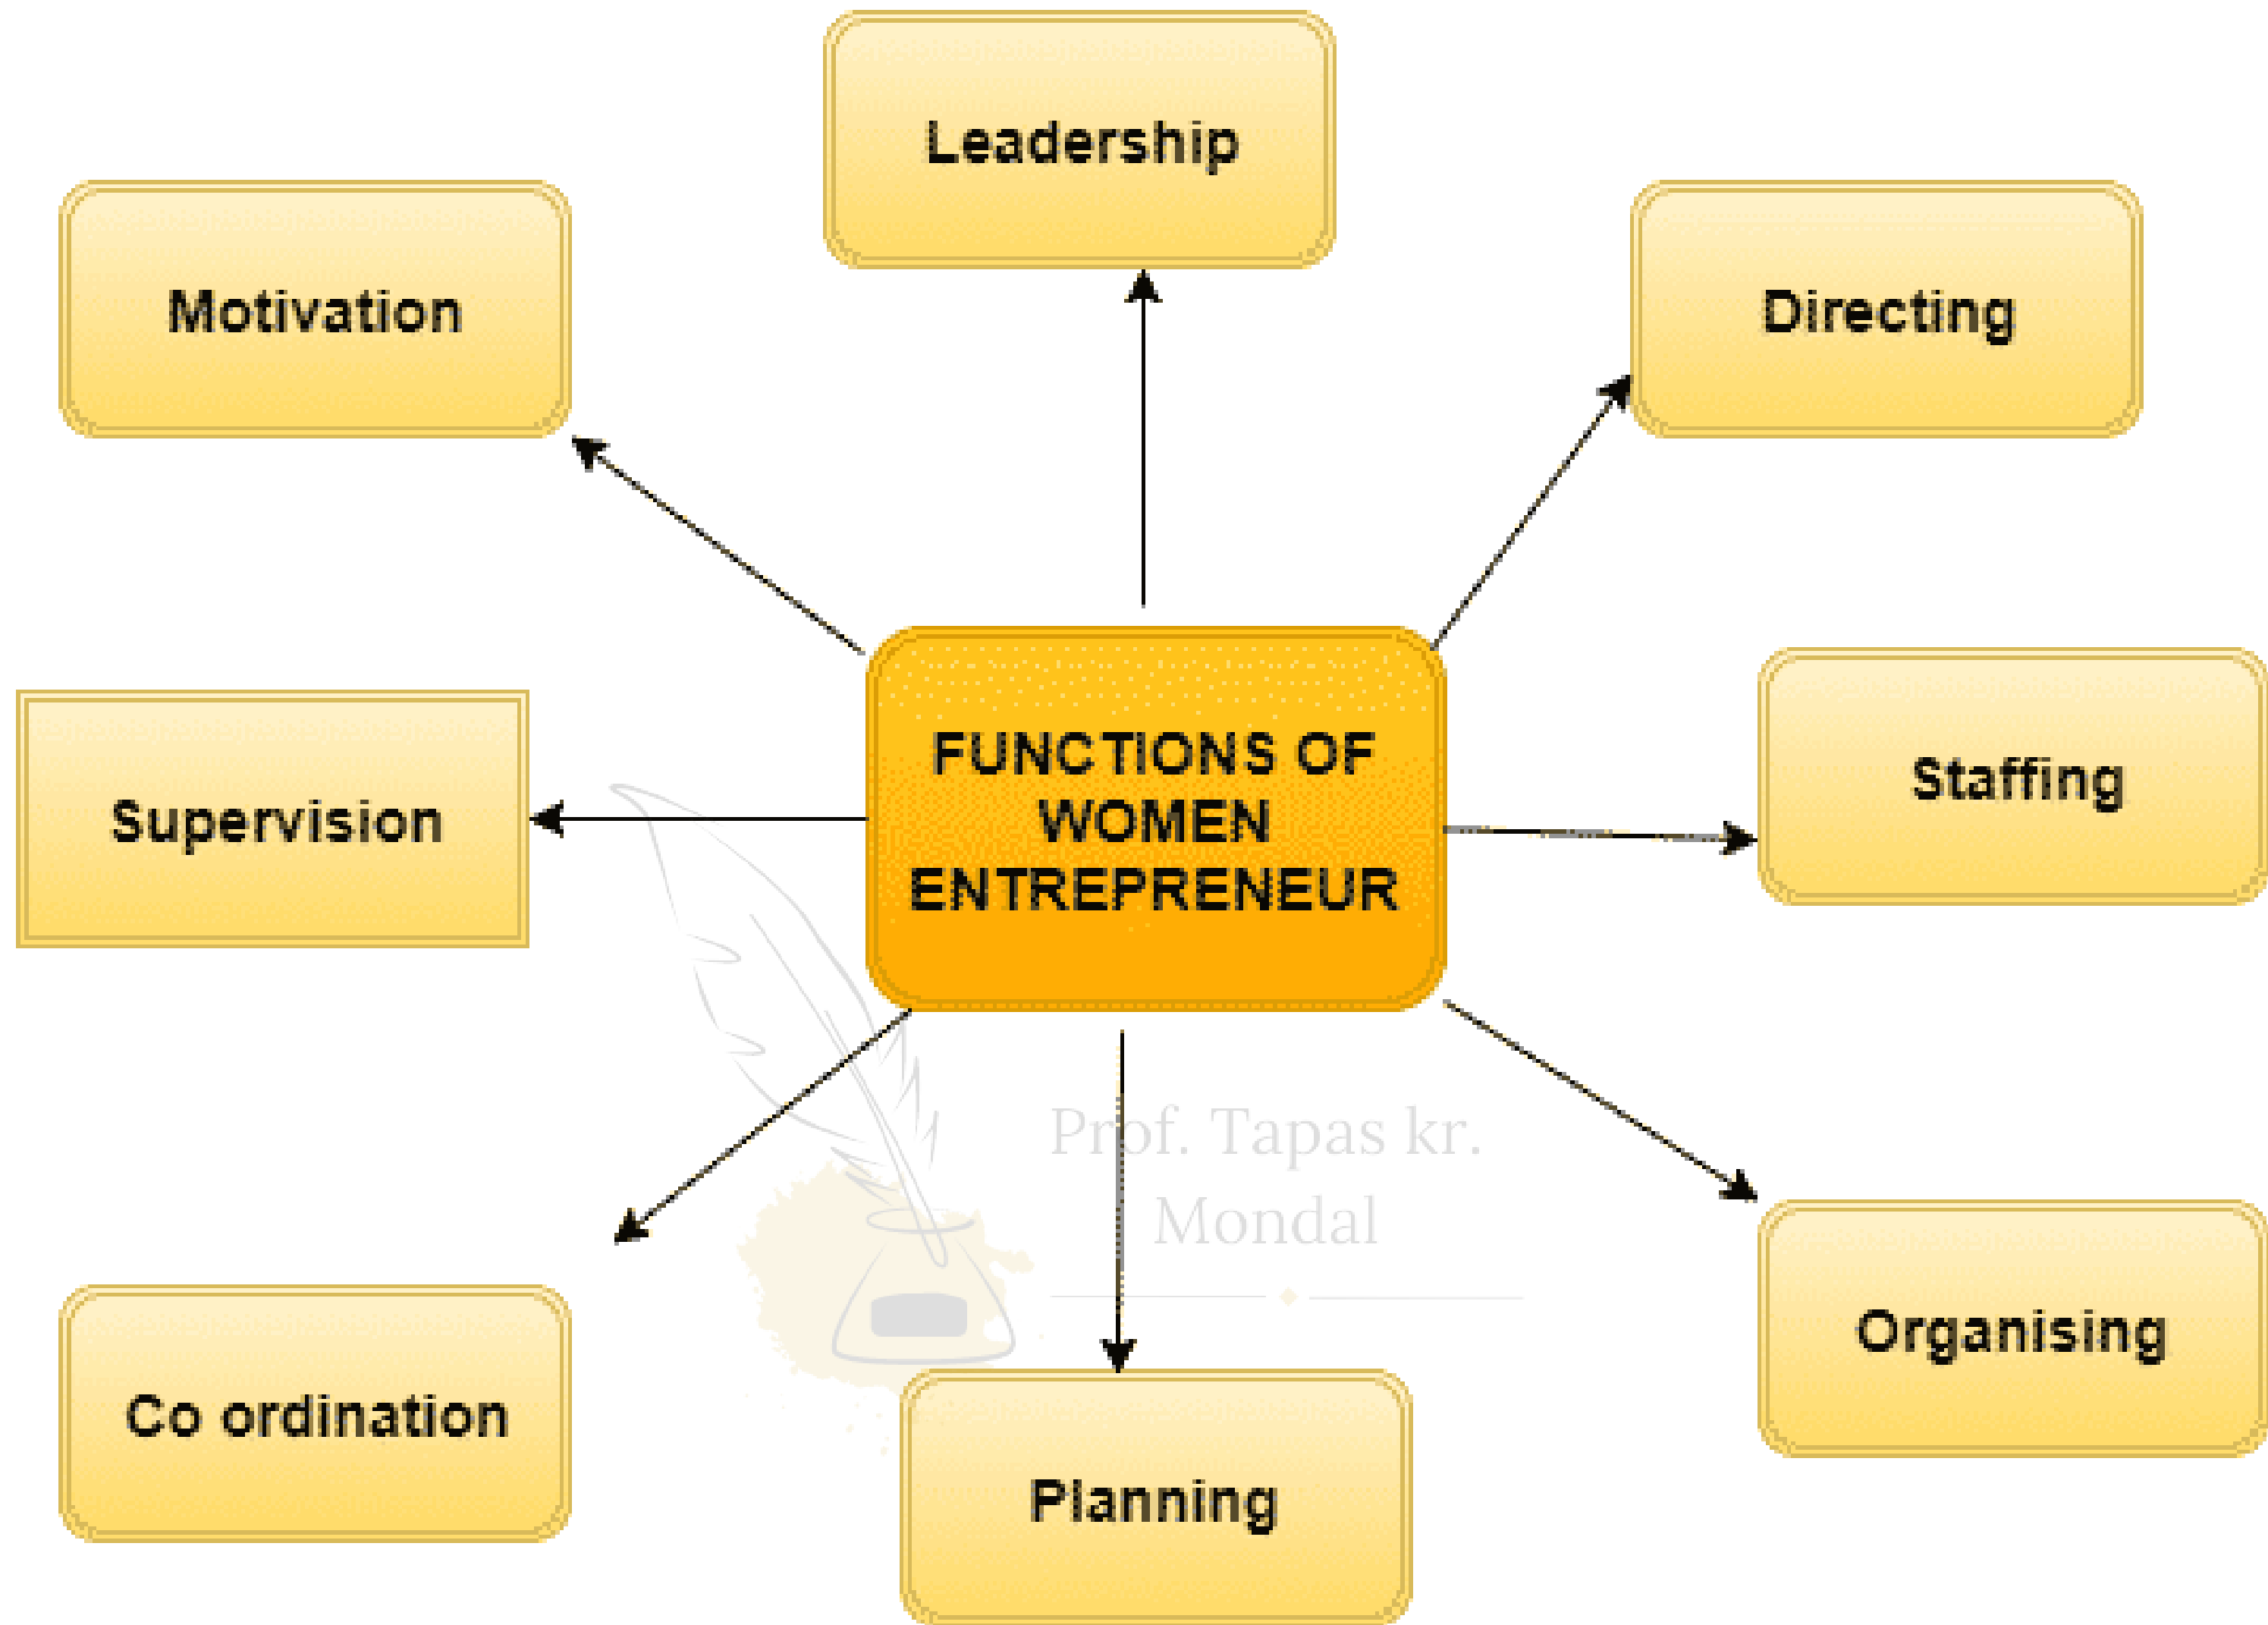 Leadership
Motivation
Directing
FUNCTIONS OF
WOMEN
ENTREPRENEUR
Staffing
Supervision
Prof. Tapas kr.
Mondal
Organising
Co ordination
Planning